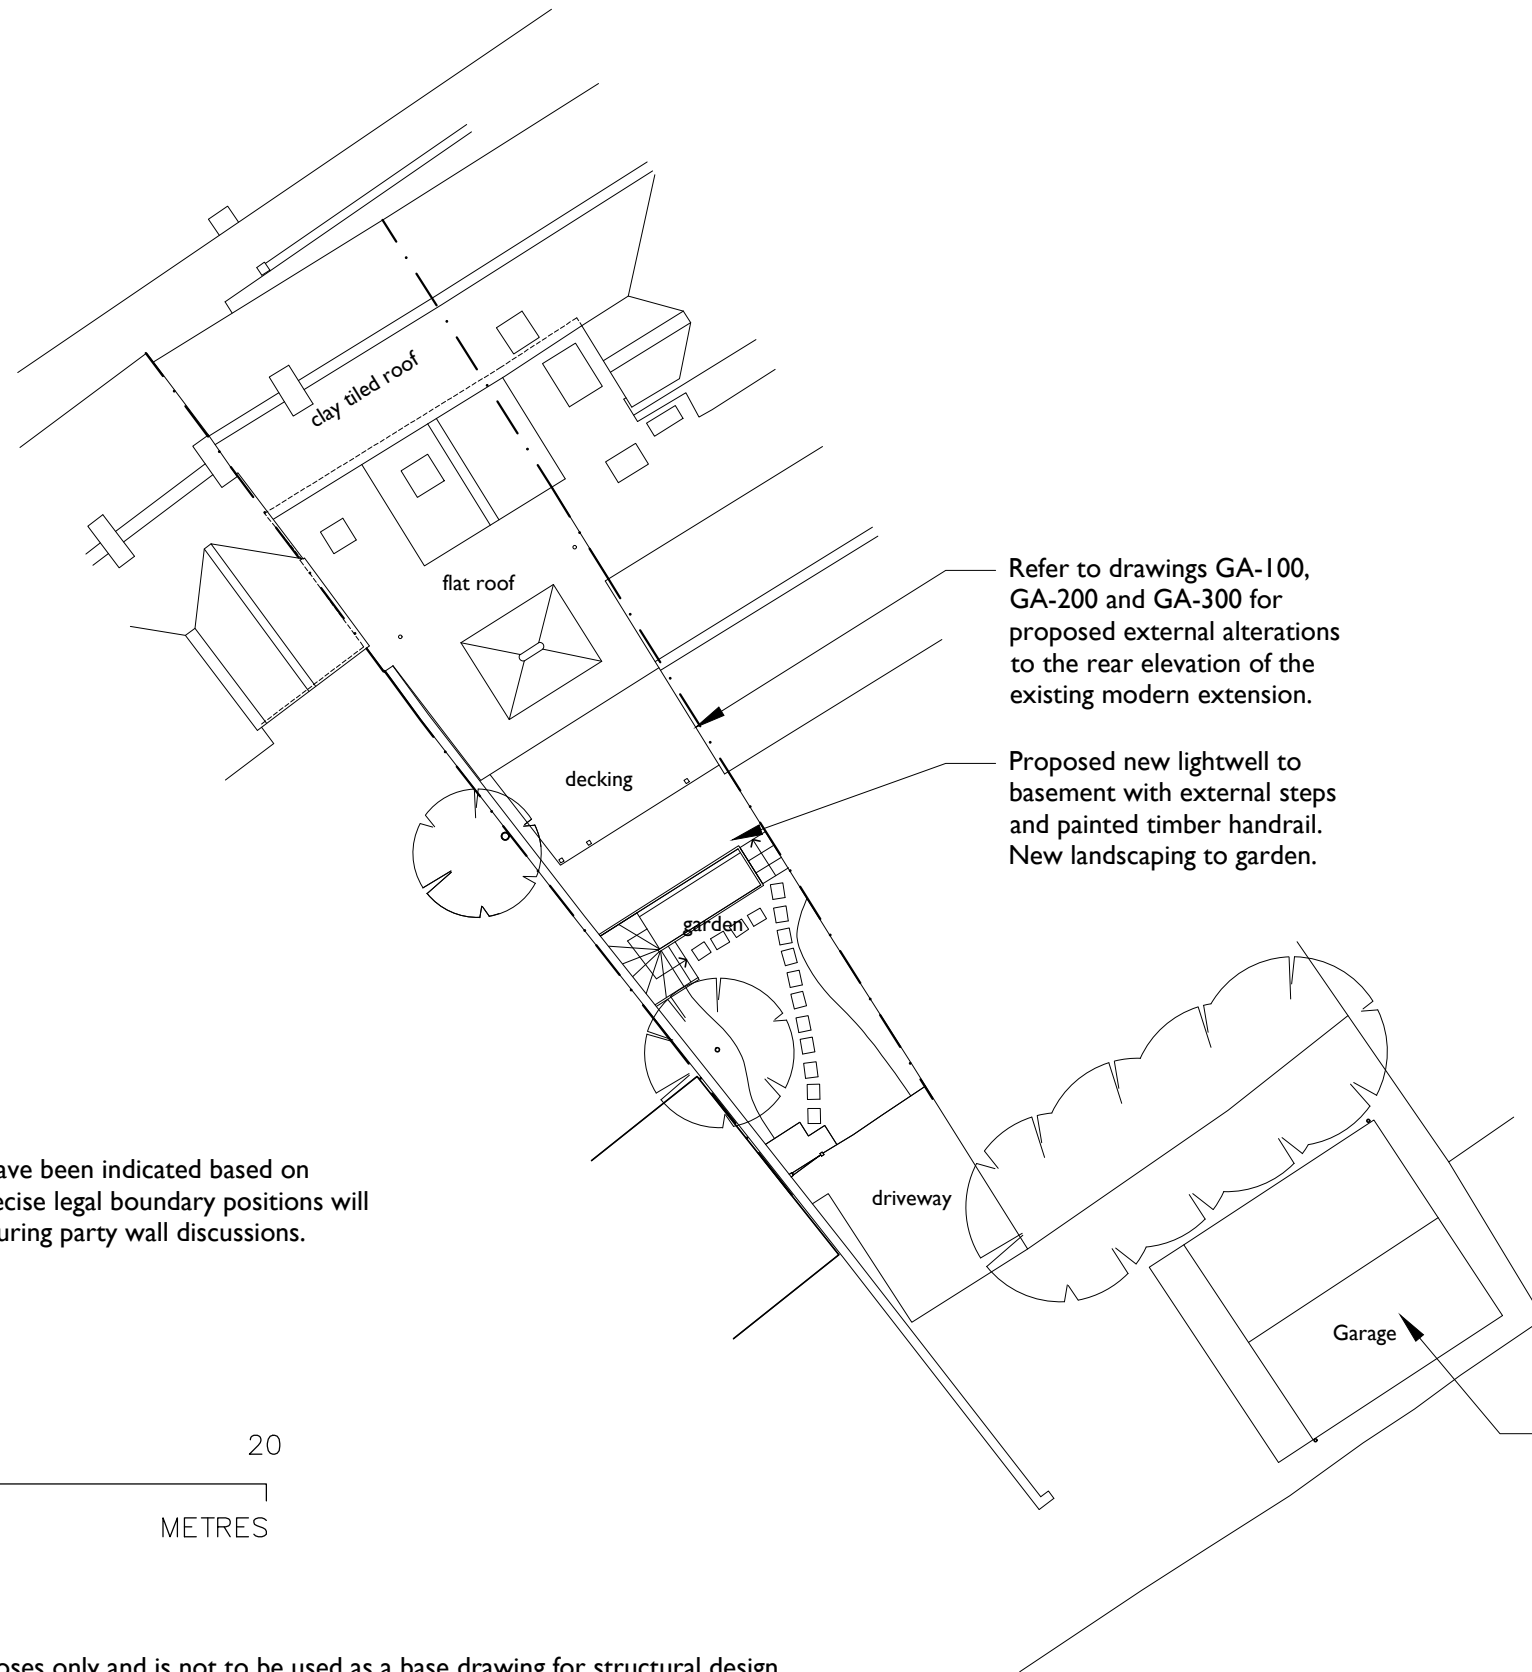 clay tiled roof
flat roof
Refer to drawings GA-100,
GA-200 and GA-300 for
proposed external alterations
to the rear elevation of the
existing modern extension.
Proposed new lightwell to
basement with external steps
and painted timber handrail.
New landscaping to garden.
decking
garden
ave been indicated based on
ecise legal boundary positions will
uring party wall discussions.
driveway
Garage
20
METRES
oses only and is not to be used as a base drawing for structural design